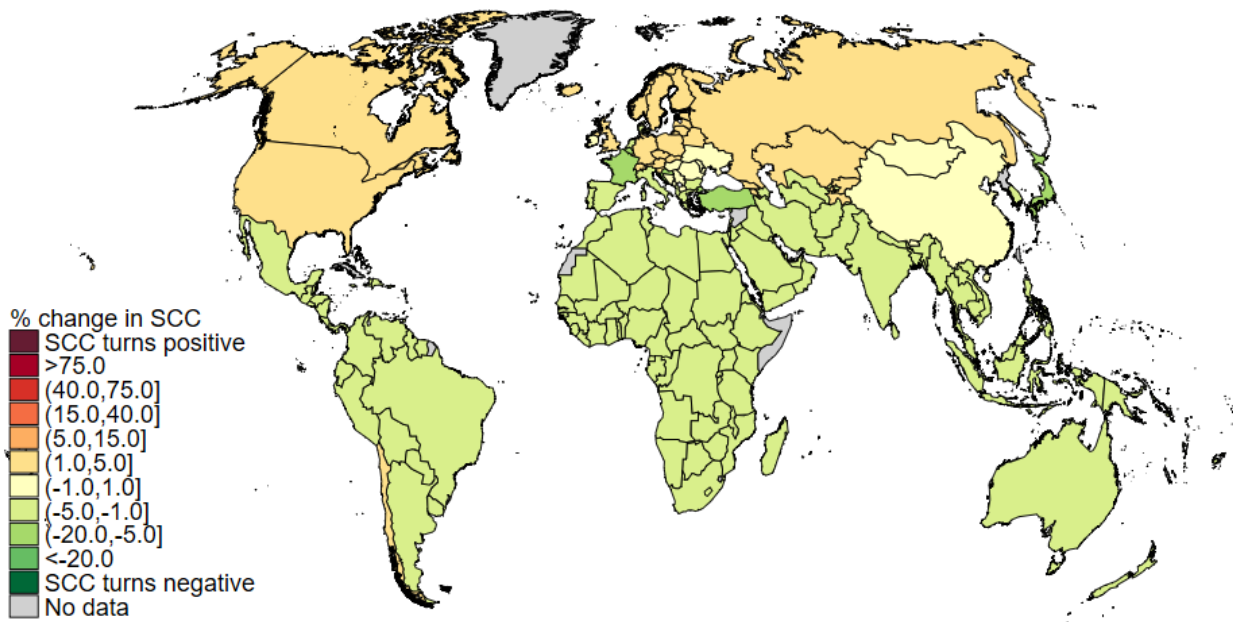 % change in SCC
SCC turns positive
>75.0
(40.0,75.0]
(15.0,40.0]
(5.0,15.0]
(1.0,5.0]
(-1.0,1.0]
(-5.0,-1.0]
(-20.0,-5.0]
<-20.0
SCC turns negative
No data